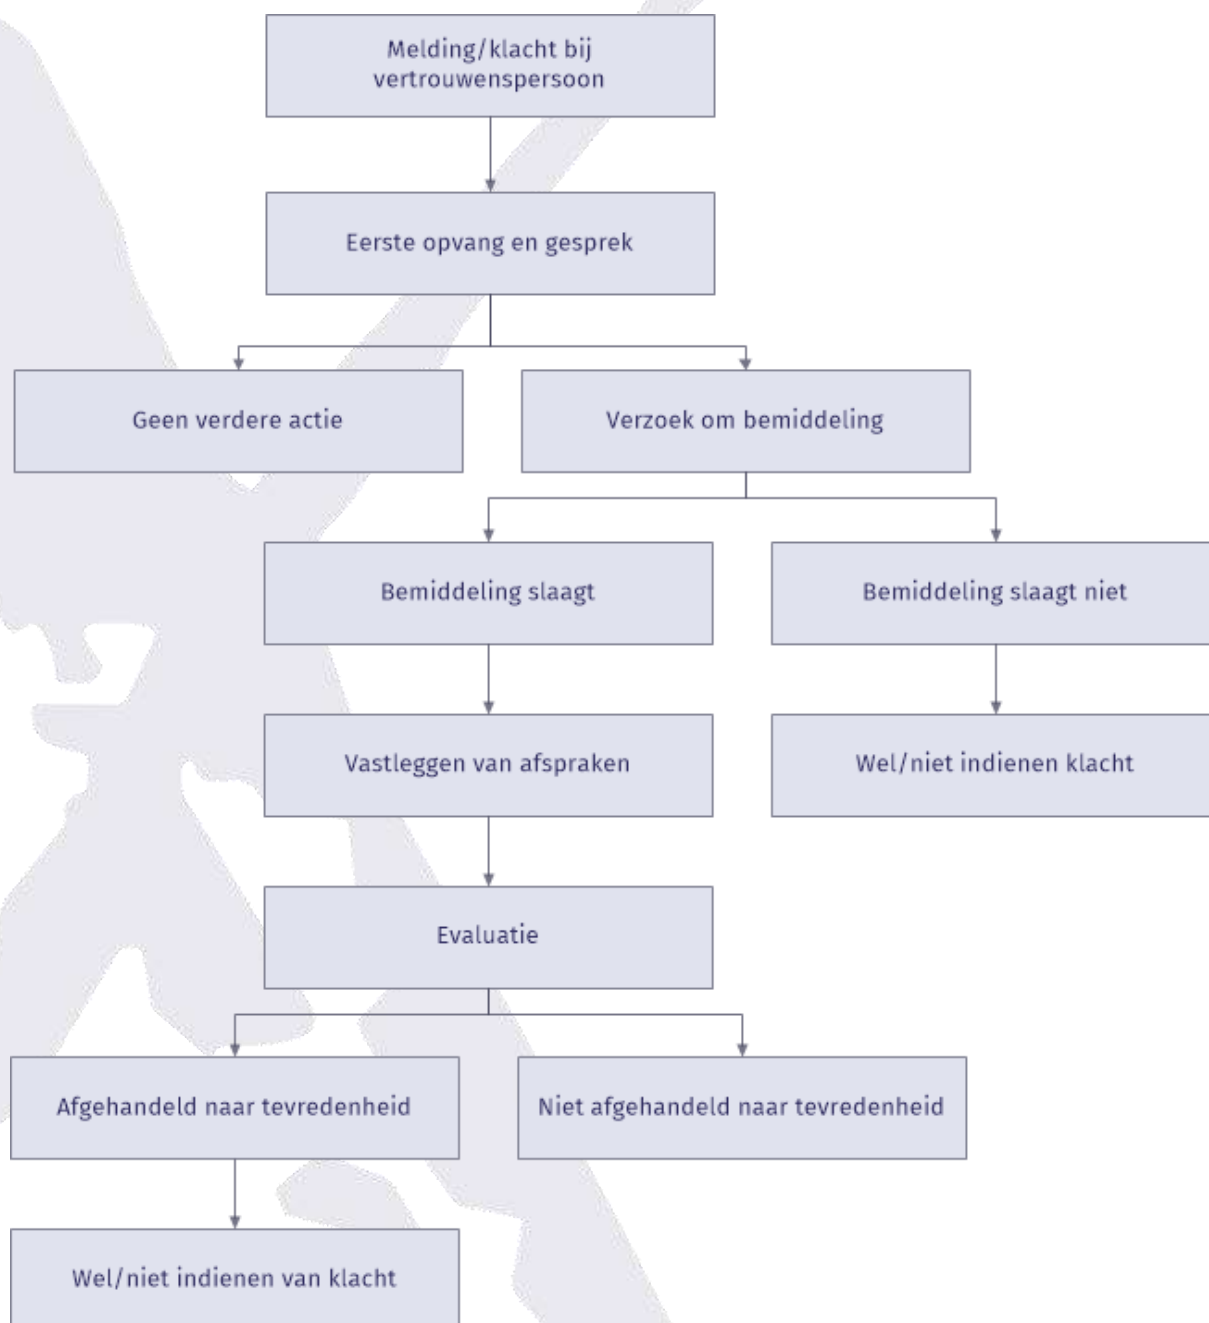 Melding/klacht bij
vertrouwenspersoon
Eerste opvang en gesprek
Geen verdere actie
Verzoek om bemiddeling
Bemiddeling slaagt
Bemiddeling slaagt niet
Vastleggen van afspraken
Wel/niet indienen klacht
Evaluatie
Afgehandeld naar tevredenheid
Niet afgehandeld naar tevredenheid
Wel/niet indienen van klacht